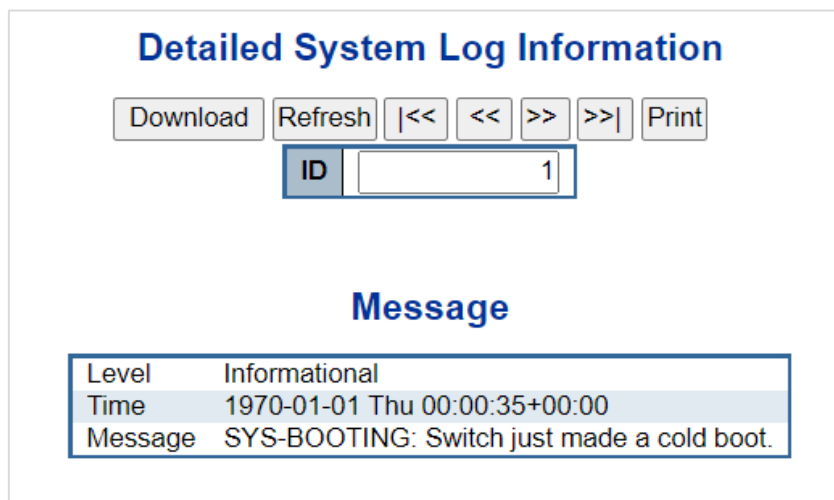 Detailed System Log Information
Download Refresh |<< << >> >>| Print
ID 1
Message
Level Informational
Time 1970-01-01 Thu 00:00:35+00:00
Message SYS-BOOTING: Switch just made a cold boot.